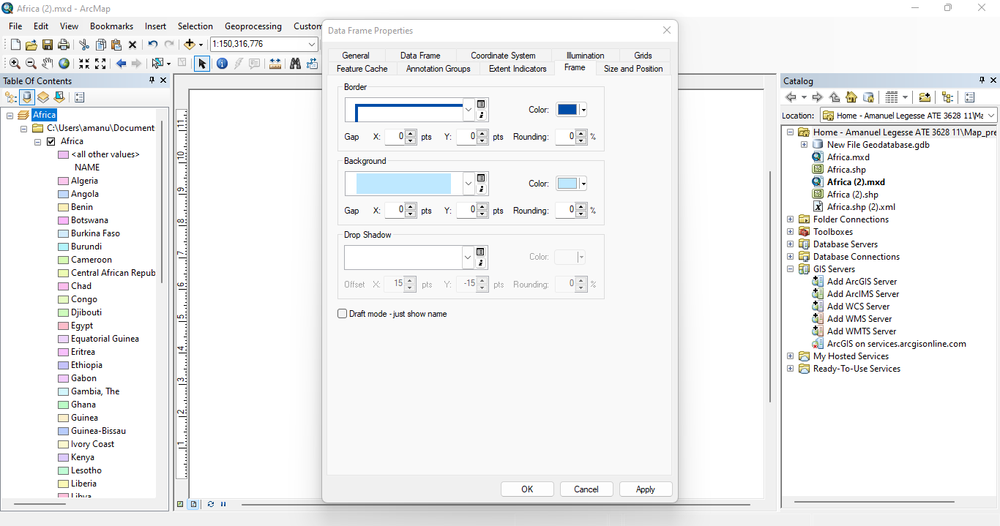 Africa (2).mxd - ArcMap
File Edit View Bookmarks Insert Selection Geoprocessing Custom
1:150,316,776
Table Of Contents
Africa
C:\Users\amanu\Document
Africa
<all other values>
NAME
Algeria
Angola
Benin
Botswana
Burkina Faso
Burundi
Cameroon
Central African Repub
Chad
Congo
Djibouti
Egypt
Equatorial Guinea
Eritrea
Ethiopia
Gabon
Gambia, The
Ghana
Guinea
Guinea-Bissau
Ivory Coast
Kenya
Lesotho
Liberia
Libya
11
10
9
8
7
6
5
4
3
2
1
Data Frame Properties
General Data Frame Coordinate System Illumination Grids
Feature Cache Annotation Groups Extent Indicators Frame Size and Position
Border
Color:
Gap X: 0 pts Y: 0 pts Rounding: 0 %
Background
Color:
Gap X: 0 pts Y: 0 pts Rounding: 0 %
Drop Shadow
Color:
Offset X: 15 pts Y: -15 pts Rounding: 0 %
Draft mode - just show name
OK Cancel Apply
Catalog
Location: Home - Amanuel Legesse ATE 3628 11\Ma
Home - Amanuel Legesse ATE 3628 11\Map_pre
New File Geodatabase.gdb
Africa.mxd
Africa.shp
Africa (2).mxd
Africa (2).shp
Africa.shp (2).xml
Folder Connections
Toolboxes
Database Servers
Database Connections
GIS Servers
Add ArcGIS Server
Add ArcIMS Server
Add WCS Server
Add WMS Server
Add WMTS Server
ArcGIS on services.arcgisonline.com
My Hosted Services
Ready-To-Use Services